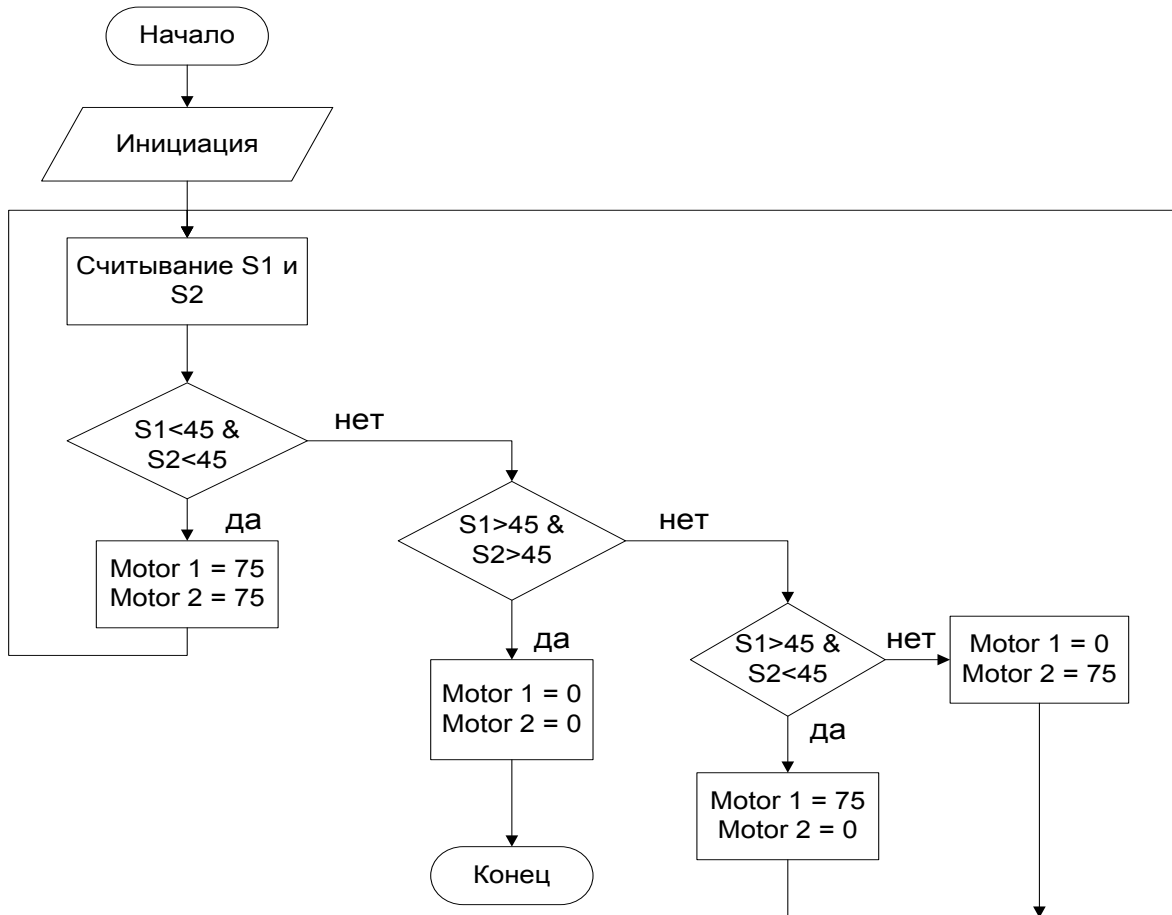 Начало
Инициация
Считывание S1 и
S2
S1<45 &
S2<45
нет
да
Motor 1 = 75
Motor 2 = 75
S1>45 &
S2>45
нет
да
Motor 1 = 0
Motor 2 = 0
Конец
S1>45 &
S2<45
нет
Motor 1 = 0
Motor 2 = 75
да
Motor 1 = 75
Motor 2 = 0